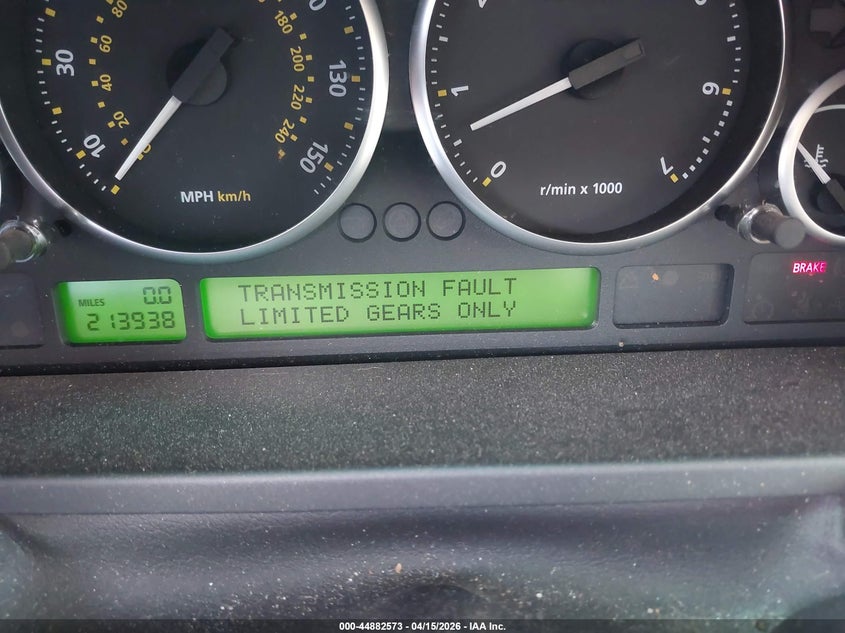 30
10
20
40
60
80
180
200
220
240
130
150
MPH km/h
0
1
6
7
r/min x 1000
MILES 0.0
213938
TRANSMISSION FAULT
LIMITED GEARS ONLY
BRAKE
000-44882573 - 04/15/2026 - IAA Inc.